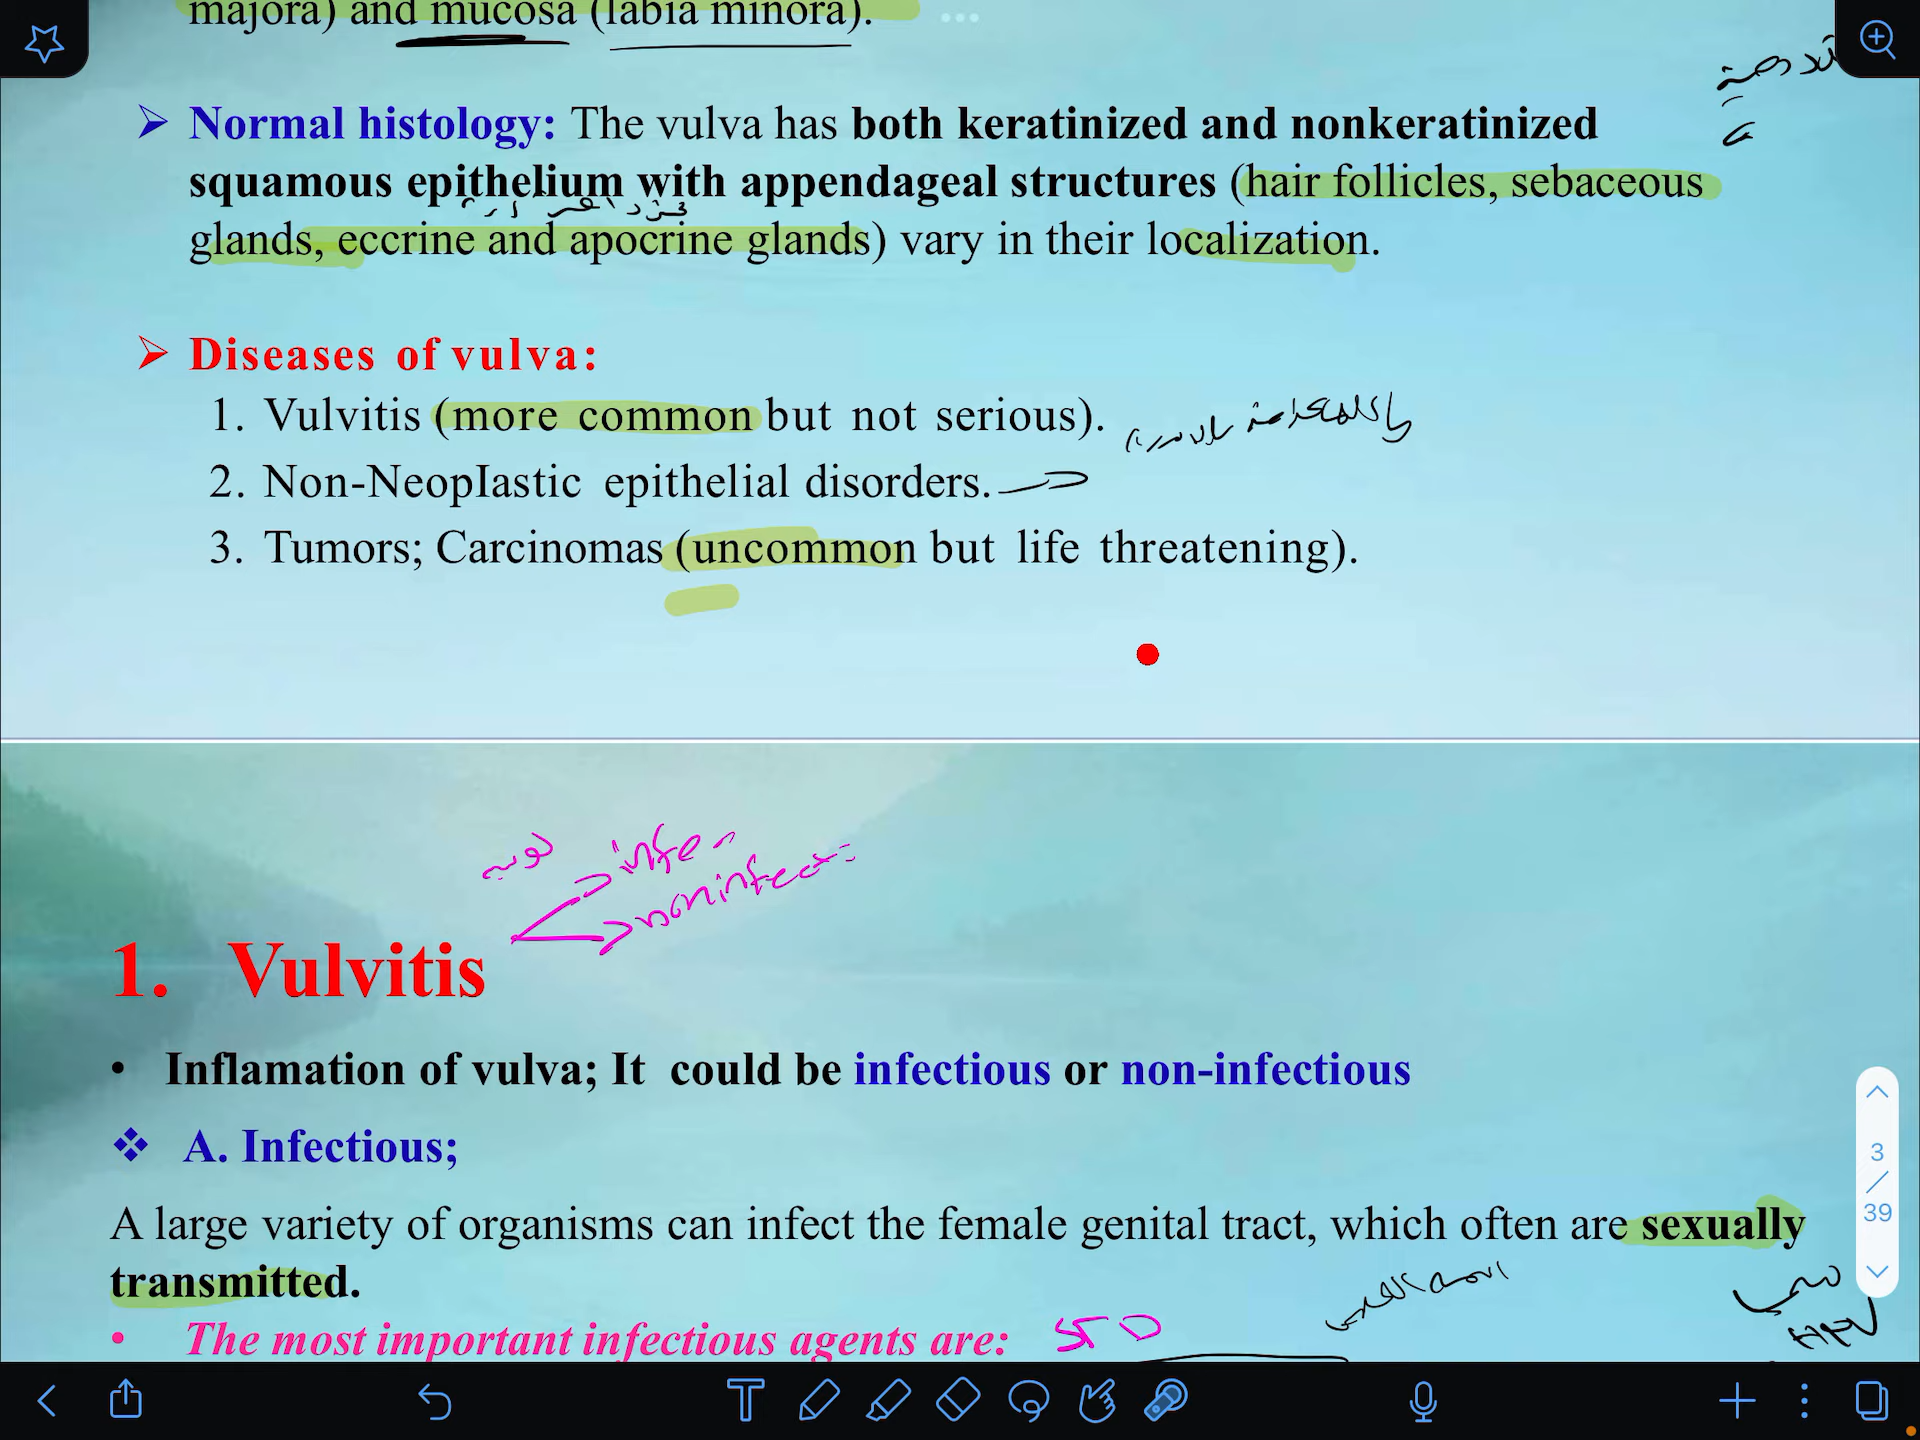 majora) and mucosa (labia minora).
➢ Normal histology: The vulva has both keratinized and nonkeratinized
squamous epithelium with appendageal structures (hair follicles, sebaceous
glands, eccrine and apocrine glands) vary in their localization.
➢ Diseases of vulva:
1. Vulvitis (more common but not serious).
2. Non-NeopIastic epithelial disorders.
3. Tumors; Carcinomas (uncommon but life threatening).
infe
noninfect
1. Vulvitis
• Inflamation of vulva; It could be infectious or non-infectious
❖ A. Infectious;
A large variety of organisms can infect the female genital tract, which often are sexually
transmitted.
HPV
• The most important infectious agents are: STD
3
/
39
T